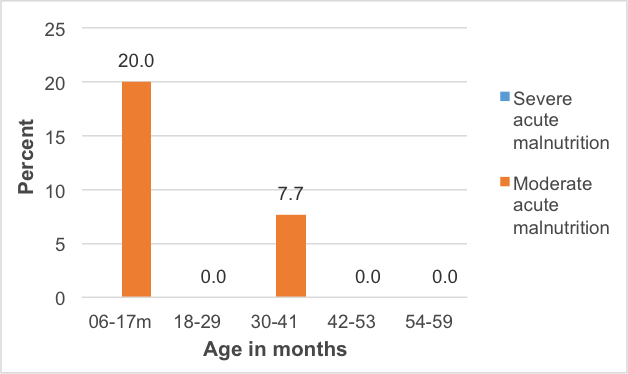 25
20
15
10
5
0
Percent
20.0
0.0
7.7
0.0
0.0
06-17m
18-29
30-41
42-53
54-59
Age in months
Severe
acute
malnutrition
Moderate
acute
malnutrition